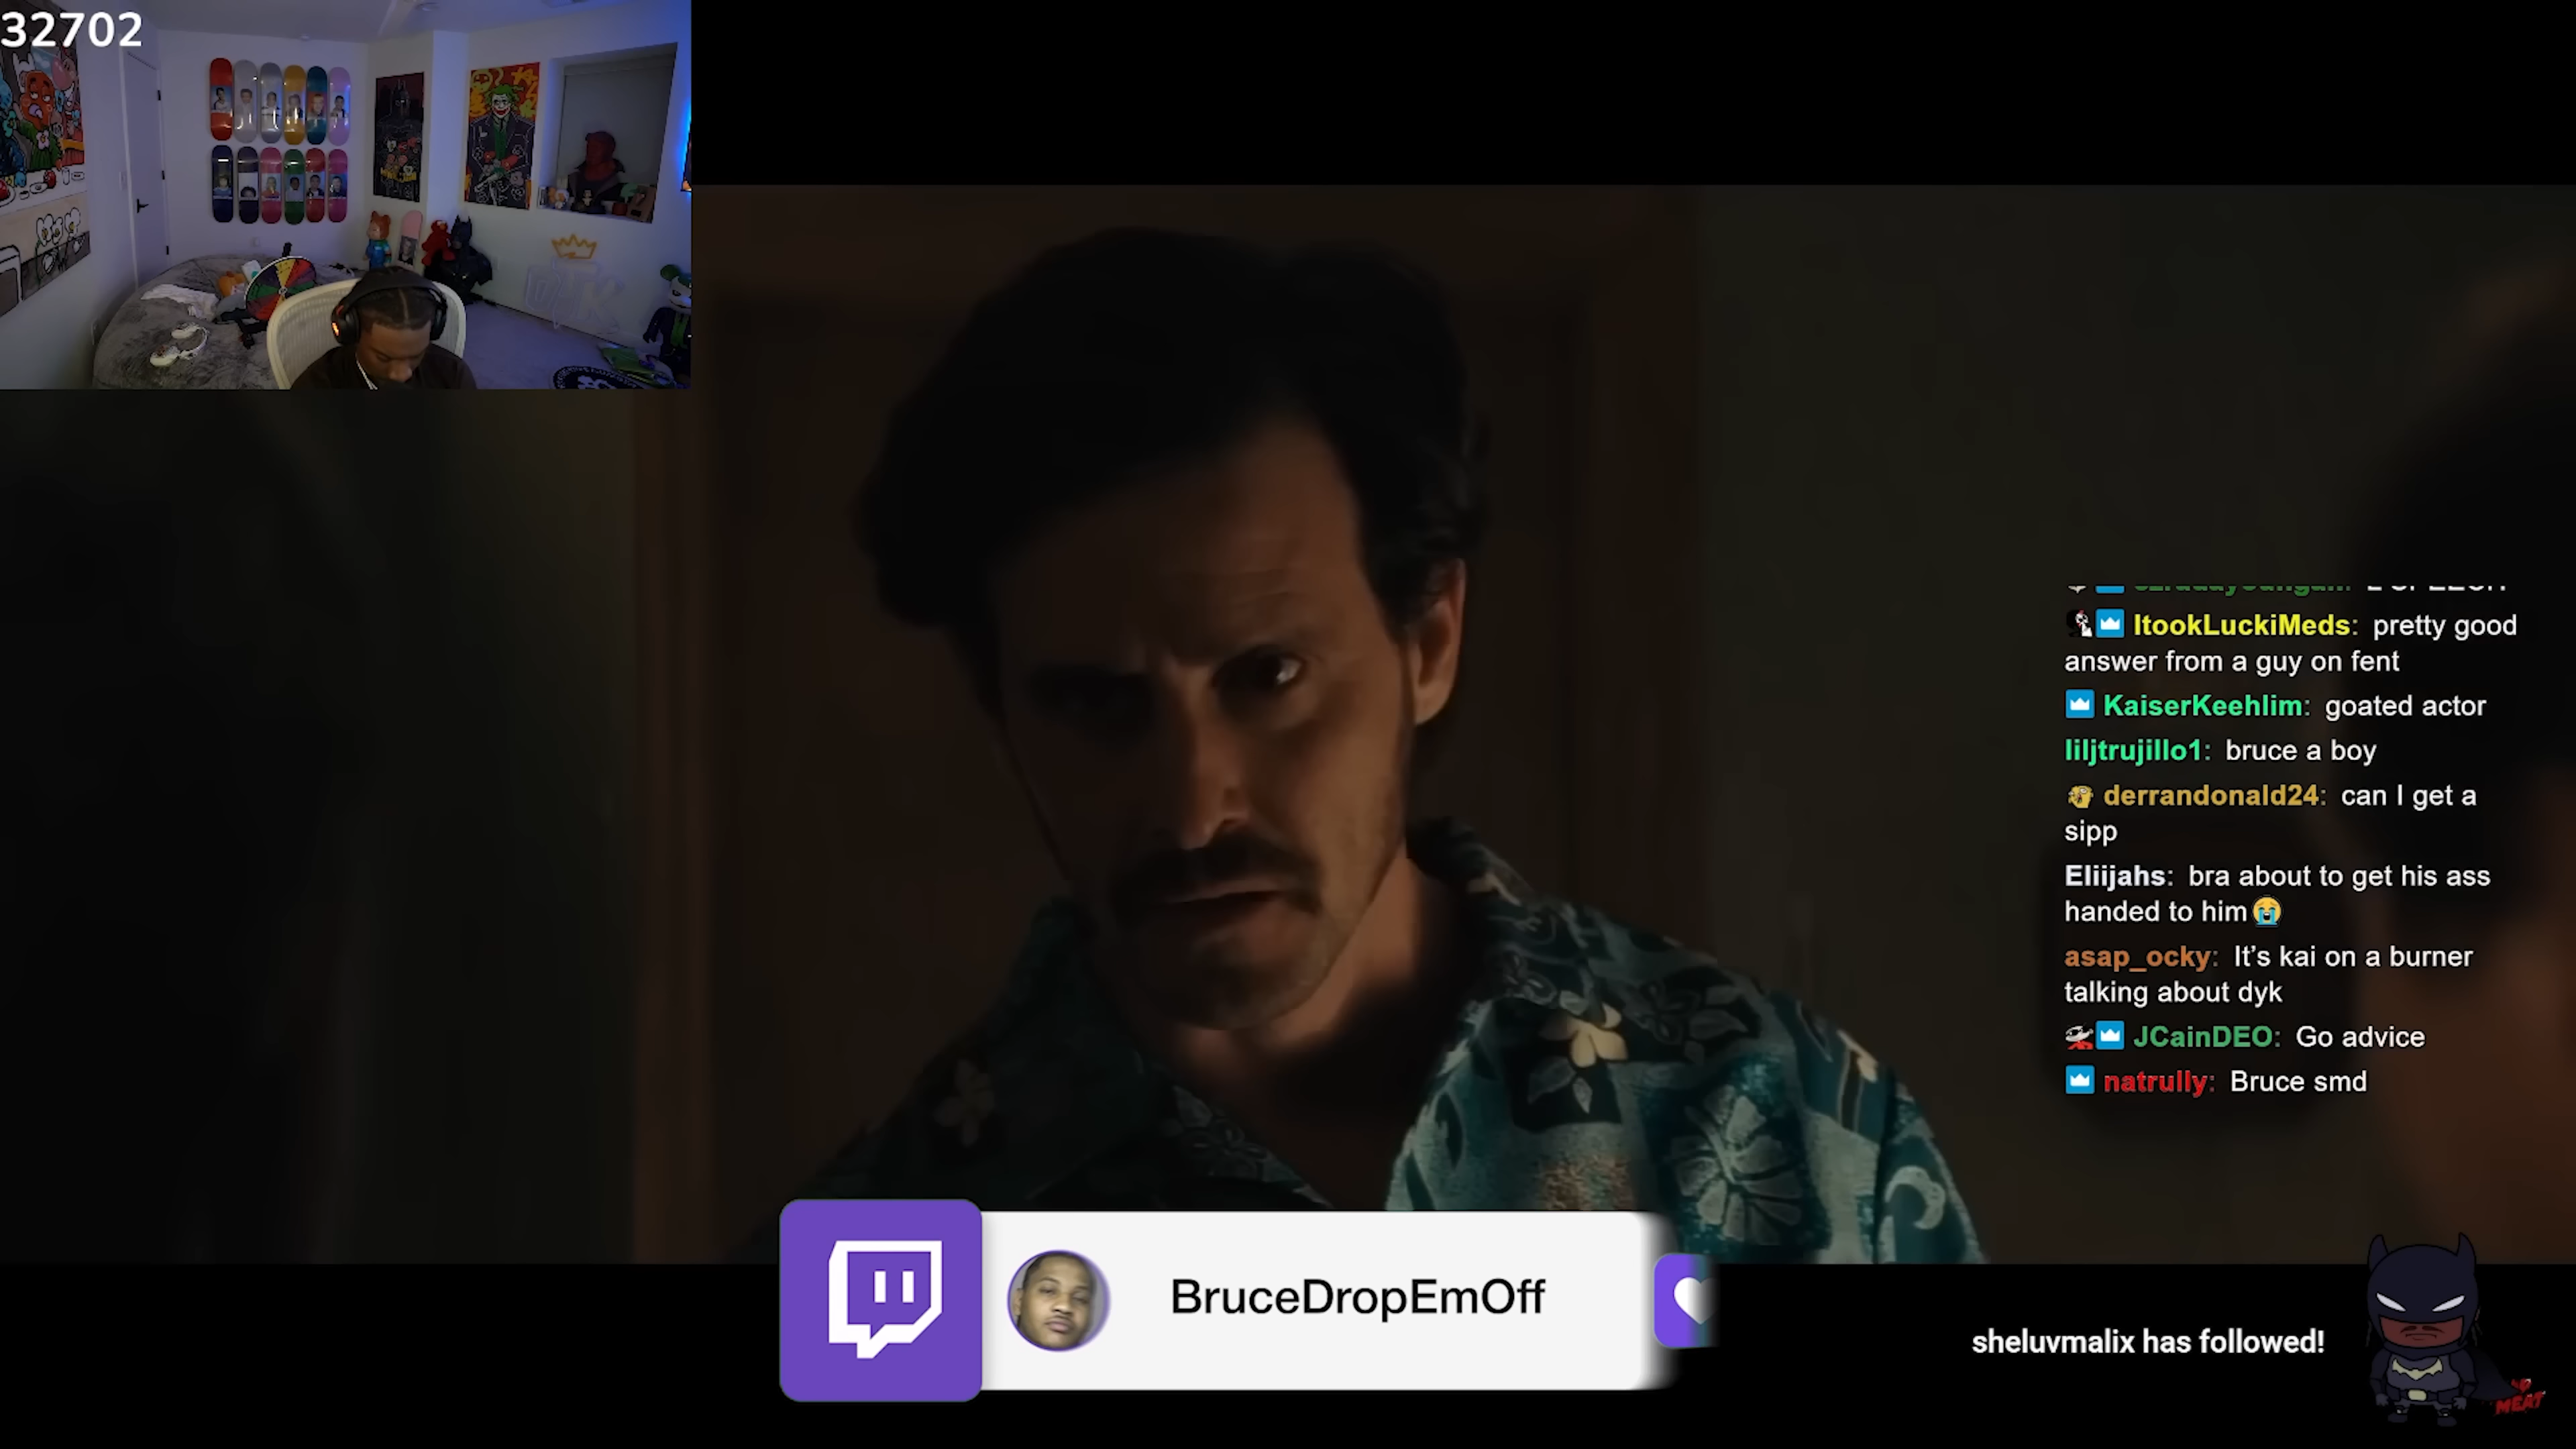 32702
ItookLuckiMeds: pretty good
answer from a guy on fent
KaiserKeehlim: goated actor
liljtrujillo1: bruce a boy
derrandonald24: can I get a
sipp
Eliijahs: bra about to get his ass
handed to him😭
asap_ocky: It’s kai on a burner
talking about dyk
JCainDEO: Go advice
natrully: Bruce smd
BruceDropEmOff
sheluvmalix has followed!
MEAT